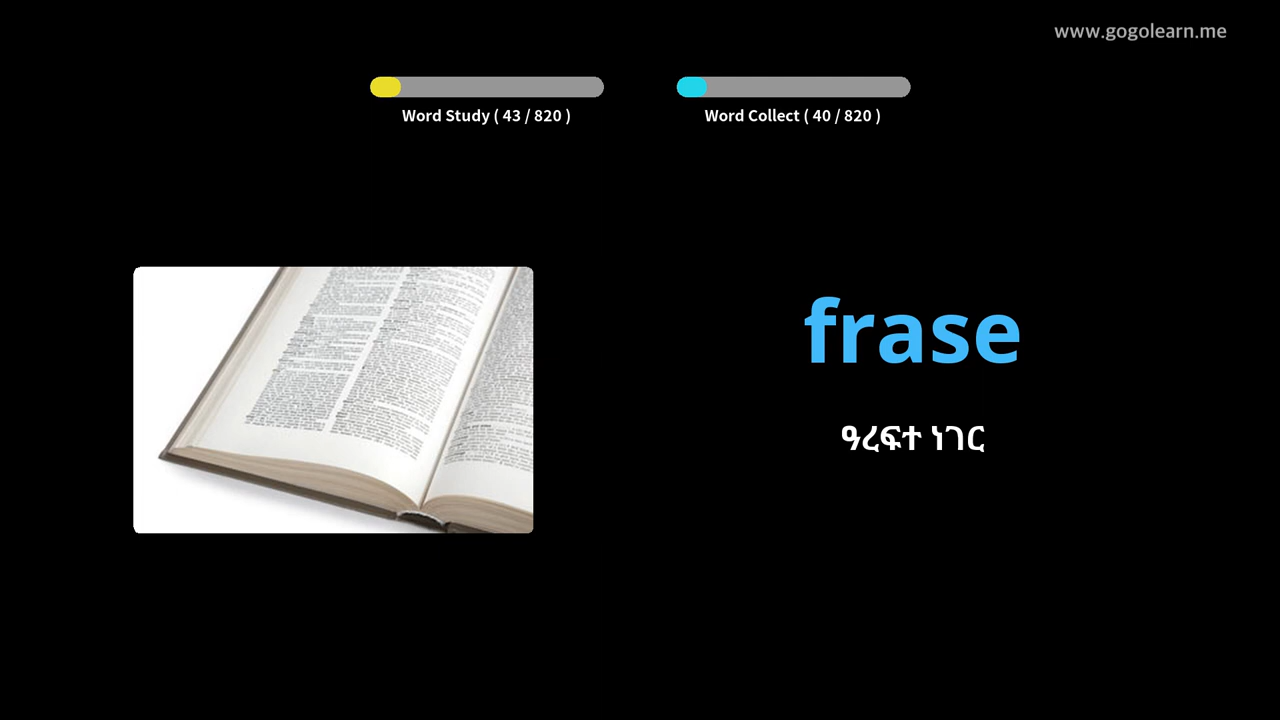 www.gogolearn.me
Word Study ( 43 / 820 )
Word Collect ( 40 / 820 )
frase
ዓረፍተ ነገር